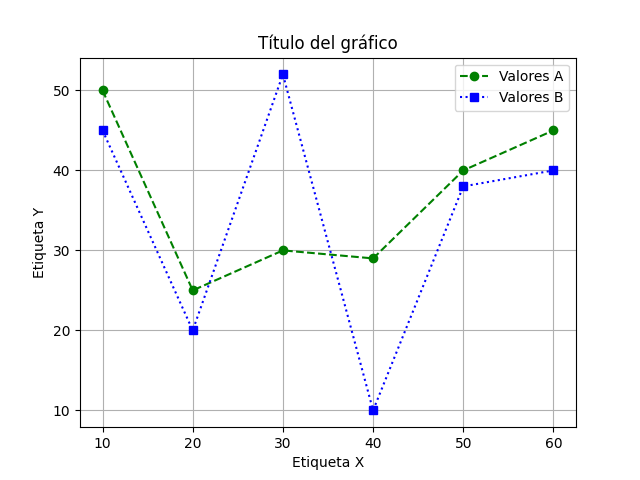 Título del gráfico
Valores A
Valores B
50
40
30
20
10
Etiqueta Y
10 20 30 40 50 60
Etiqueta X